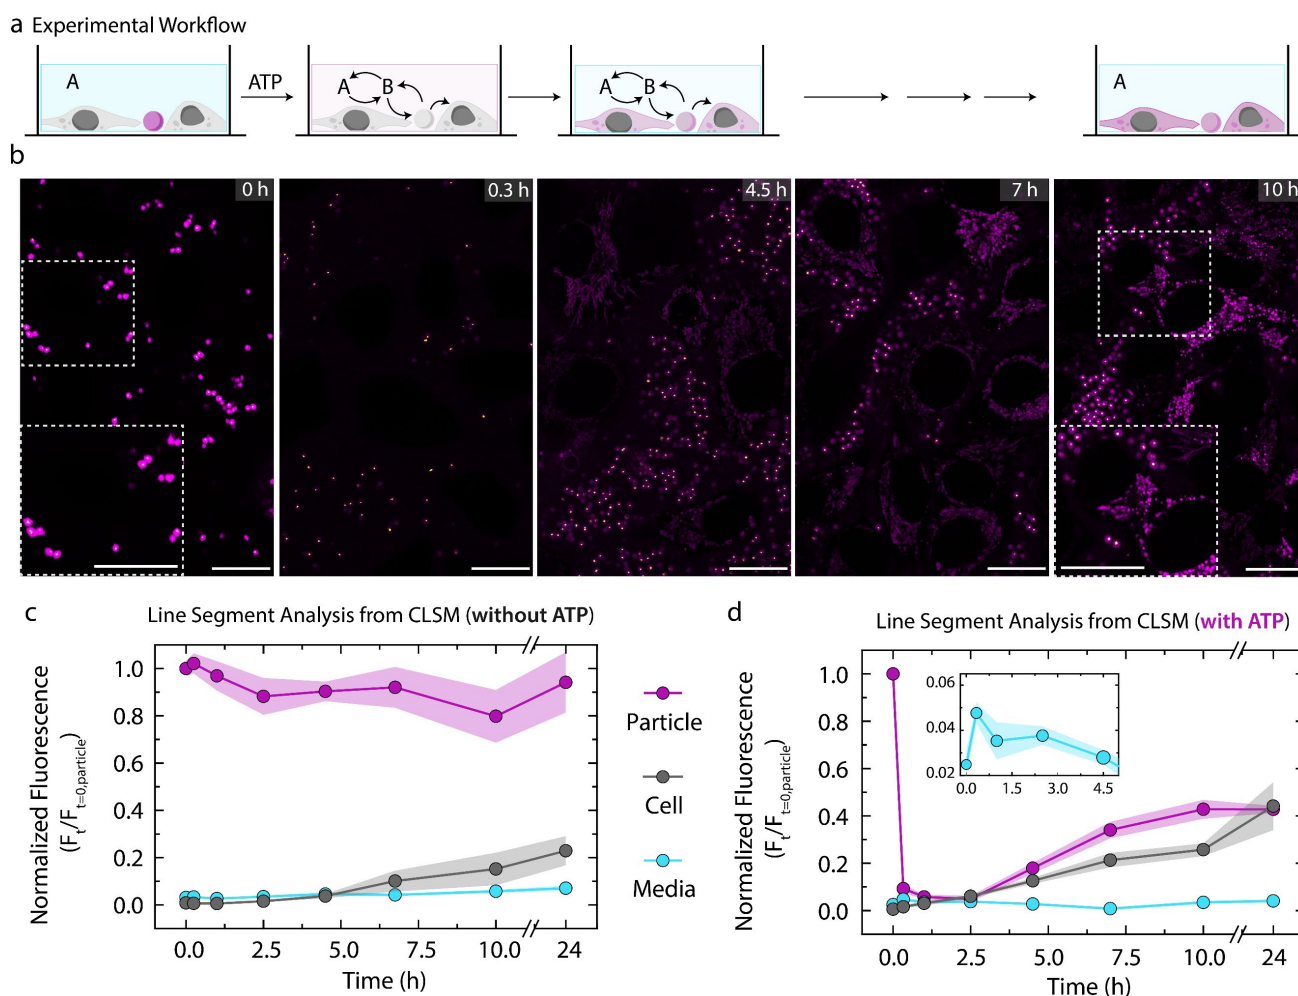 a Experimental Workflow
A
ATP
A B
A B
A
b
0 h
0.3 h
4.5 h
7 h
10 h
c
Line Segment Analysis from CLSM (without ATP)
Normalized Fluorescence
(Fₜ/Fₜ₌₀,particle)
1.0
0.8
0.6
0.4
0.2
0.0
0.0 2.5 5.0 7.5 10.0 24
Time (h)
Particle
Cell
Media
d
Line Segment Analysis from CLSM (with ATP)
Normalized Fluorescence
(Fₜ/Fₜ₌₀,particle)
1.0
0.8
0.6
0.4
0.2
0.0
0.06
0.04
0.02
0.0 1.5 3.0 4.5
0.0 2.5 5.0 7.5 10.0 24
Time (h)